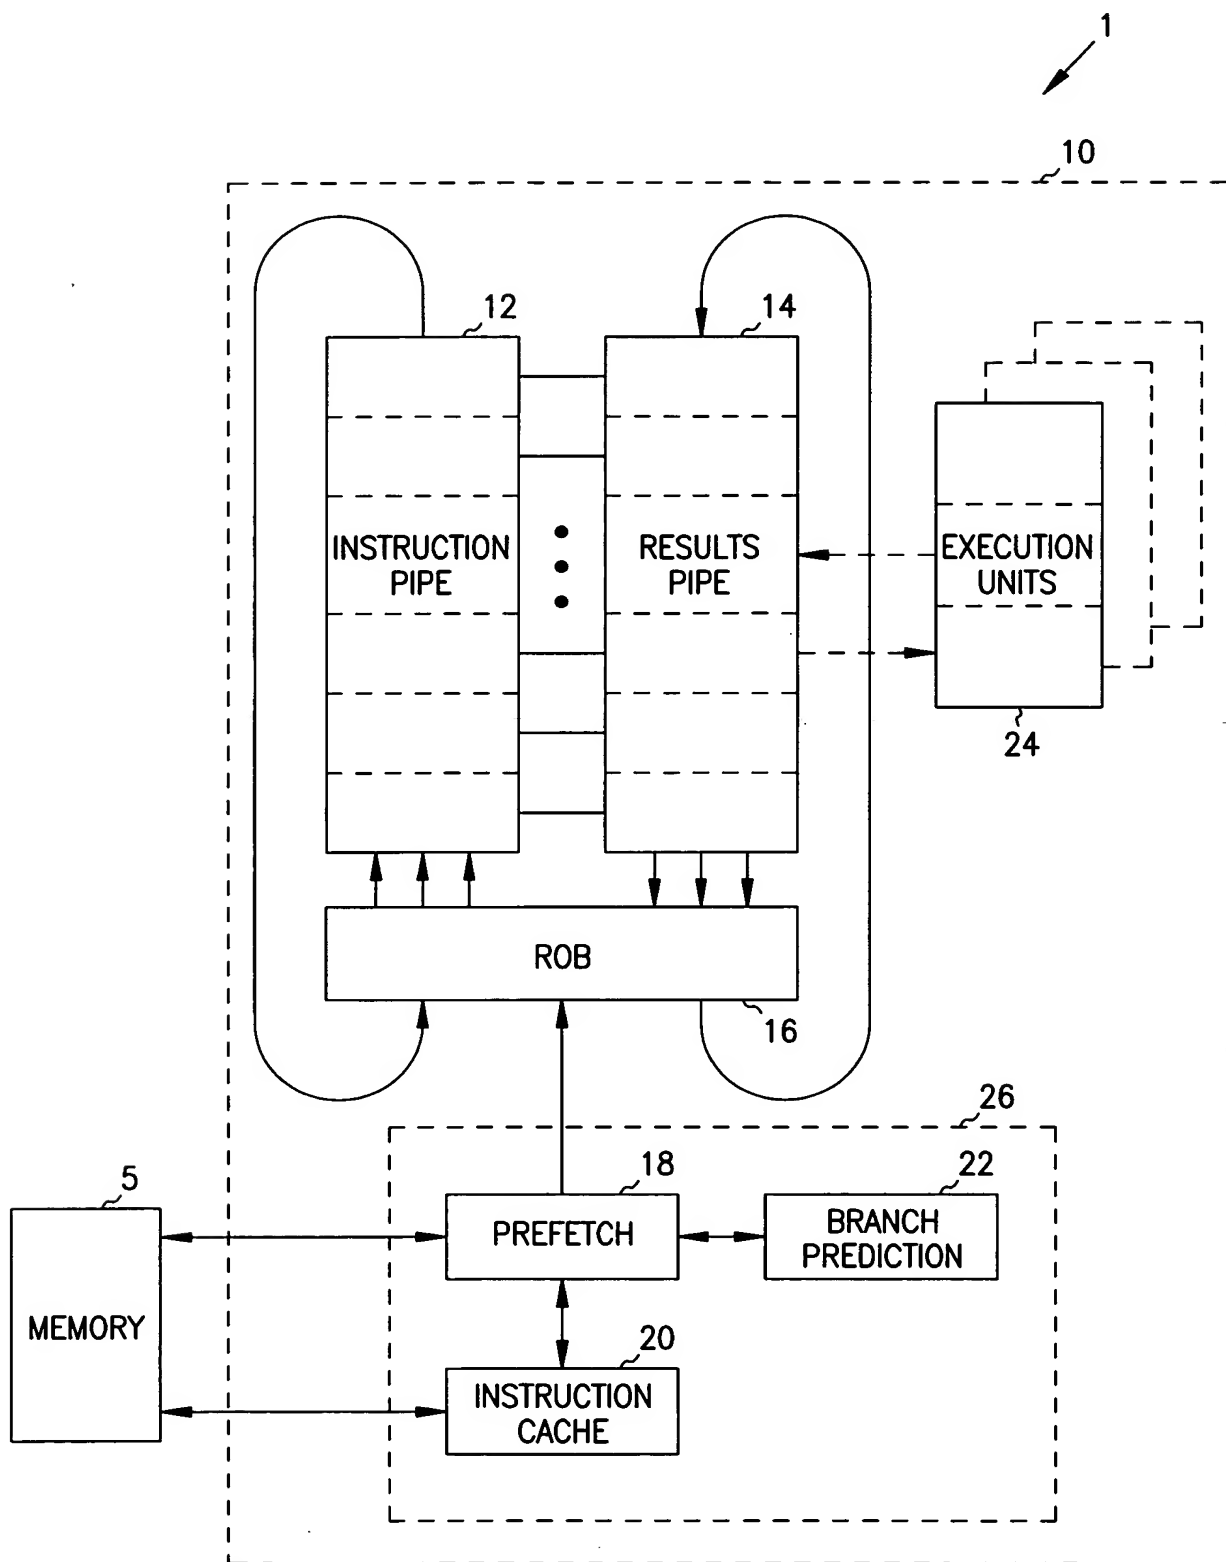 1
10
12
14
INSTRUCTION
PIPE
RESULTS
PIPE
EXECUTION
UNITS
24
ROB
16
26
5
18
22
PREFETCH
BRANCH
PREDICTION
MEMORY
20
INSTRUCTION
CACHE